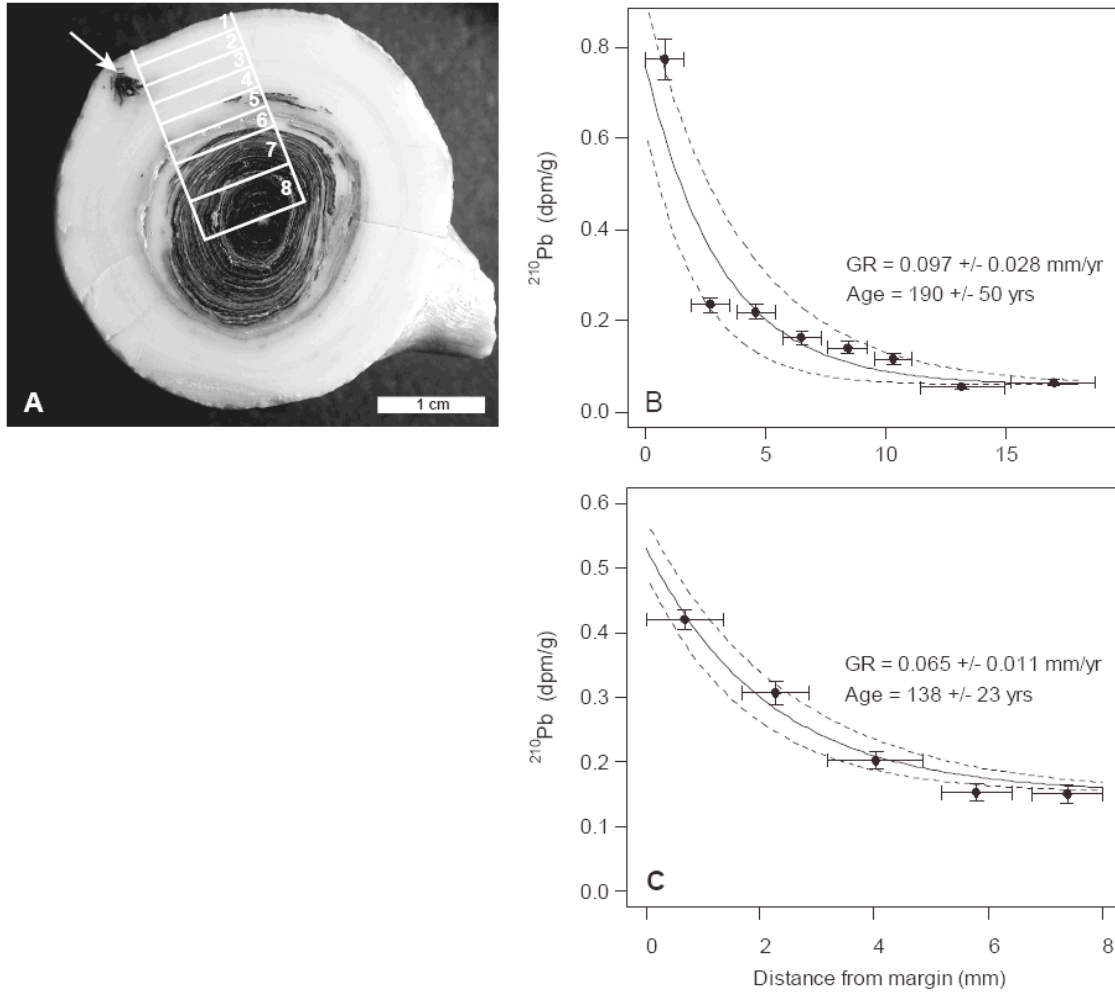 1
2
3
4
5
6
7
8
A
1 cm
0.8
0.6
0.4
0.2
0.0
²¹⁰Pb (dpm/g)
GR = 0.097 +/- 0.028 mm/yr
Age = 190 +/- 50 yrs
B
0 5 10 15
0.6
0.5
0.4
0.3
0.2
0.1
0.0
²¹⁰Pb (dpm/g)
GR = 0.065 +/- 0.011 mm/yr
Age = 138 +/- 23 yrs
C
0 2 4 6 8
Distance from margin (mm)